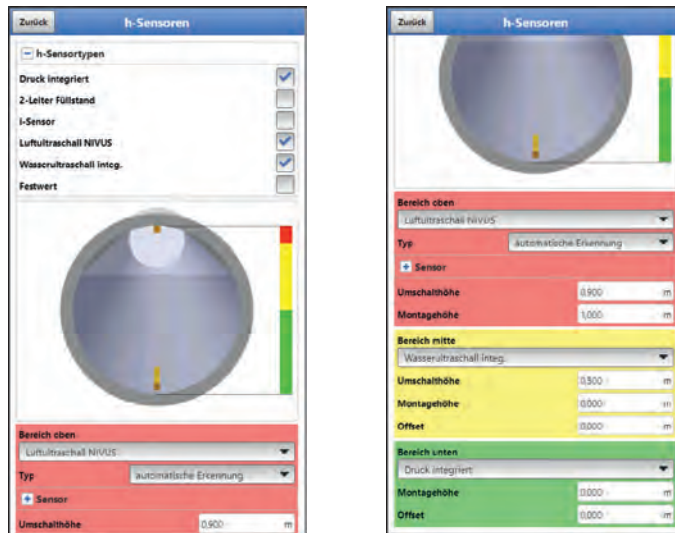 Zurück h-Sensoren
h-Sensortypen
Druck integriert
2-Leiter Füllstand
i-Sensor
Luftultraschall NIVUS
Wasserultraschall integ.
Festwert
Bereich oben
Luftultraschall NIVUS
Typ automatische Erkennung
Sensor
Umschalthöhe 0,900 m
Zurück h-Sensoren
Bereich oben
Luftultraschall NIVUS
Typ automatische Erkennung
Sensor
Umschalthöhe 0,900 m
Montagehöhe 1,000 m
Bereich mitte
Wasserultraschall integ.
Umschalthöhe 0,500 m
Montagehöhe 0,000 m
Offset 0,000 m
Bereich unten
Druck integriert
Montagehöhe 0,000 m
Offset 0,000 m